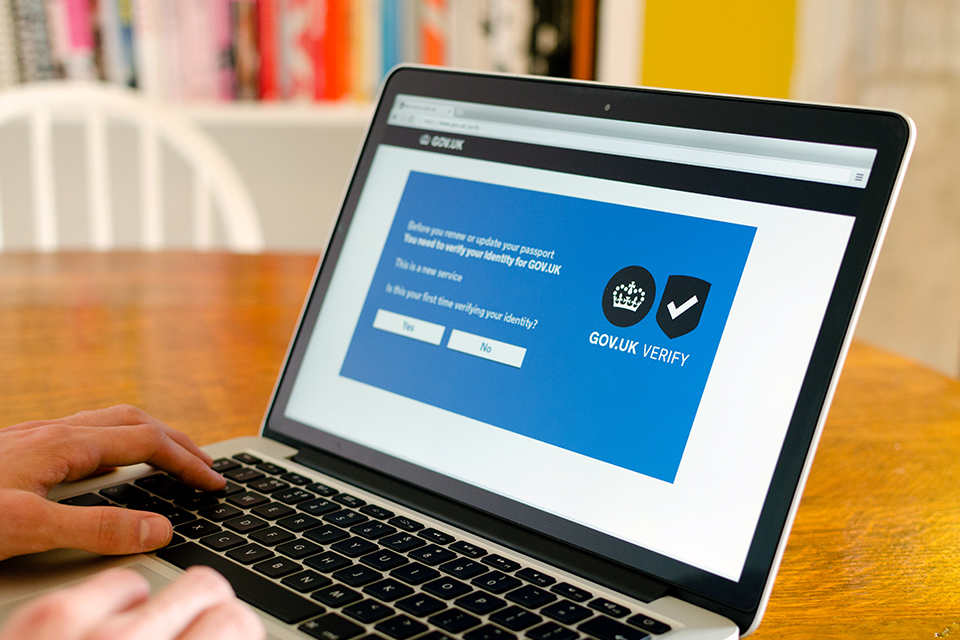 GOV.UK
Before you renew or update your passport
You need to verify your identity for GOV.UK
This is a new service
Is this your first time verifying your identity?
Yes
No
GOV.UK VERIFY